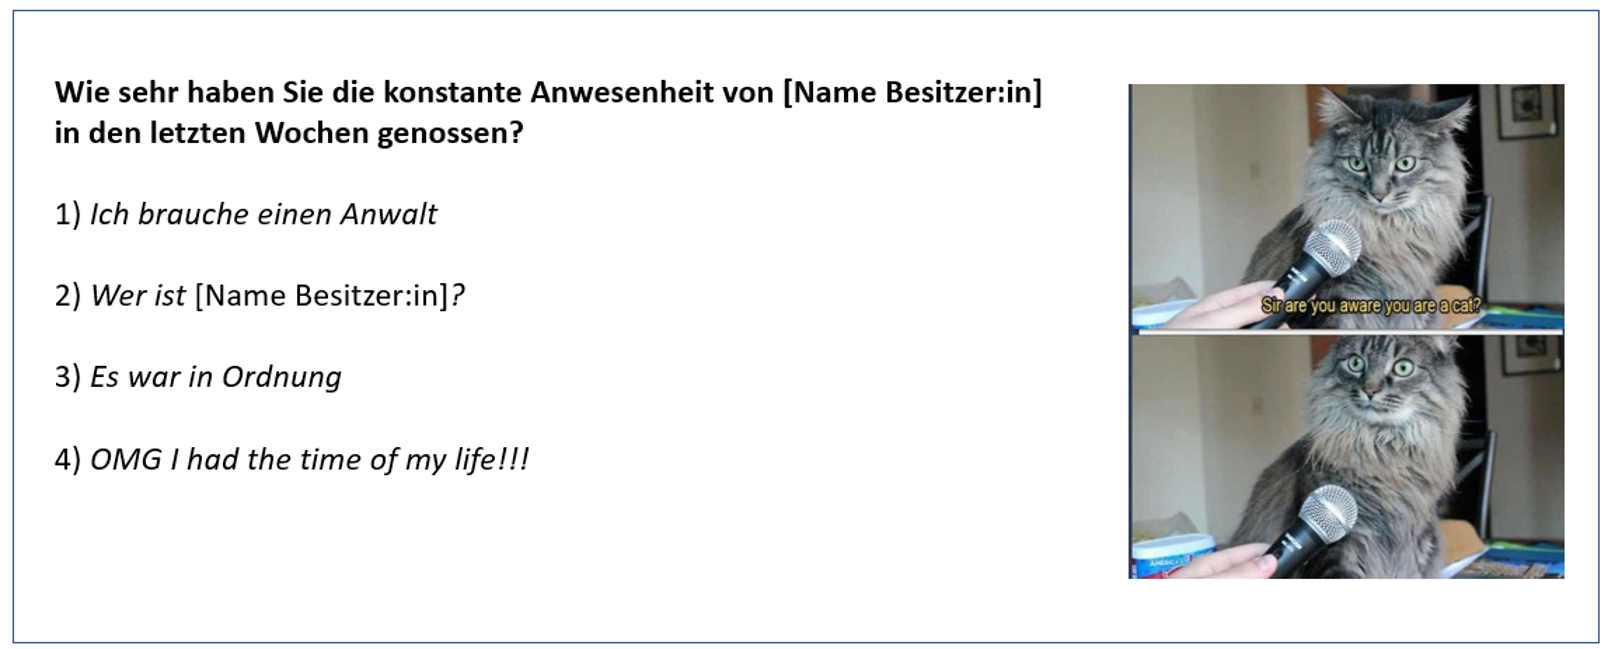 Wie sehr haben Sie die konstante Anwesenheit von [Name Besitzer:in]
in den letzten Wochen genossen?
1) Ich brauche einen Anwalt
2) Wer ist [Name Besitzer:in]?
3) Es war in Ordnung
4) OMG I had the time of my life!!!
Sir are you aware you are a cat?